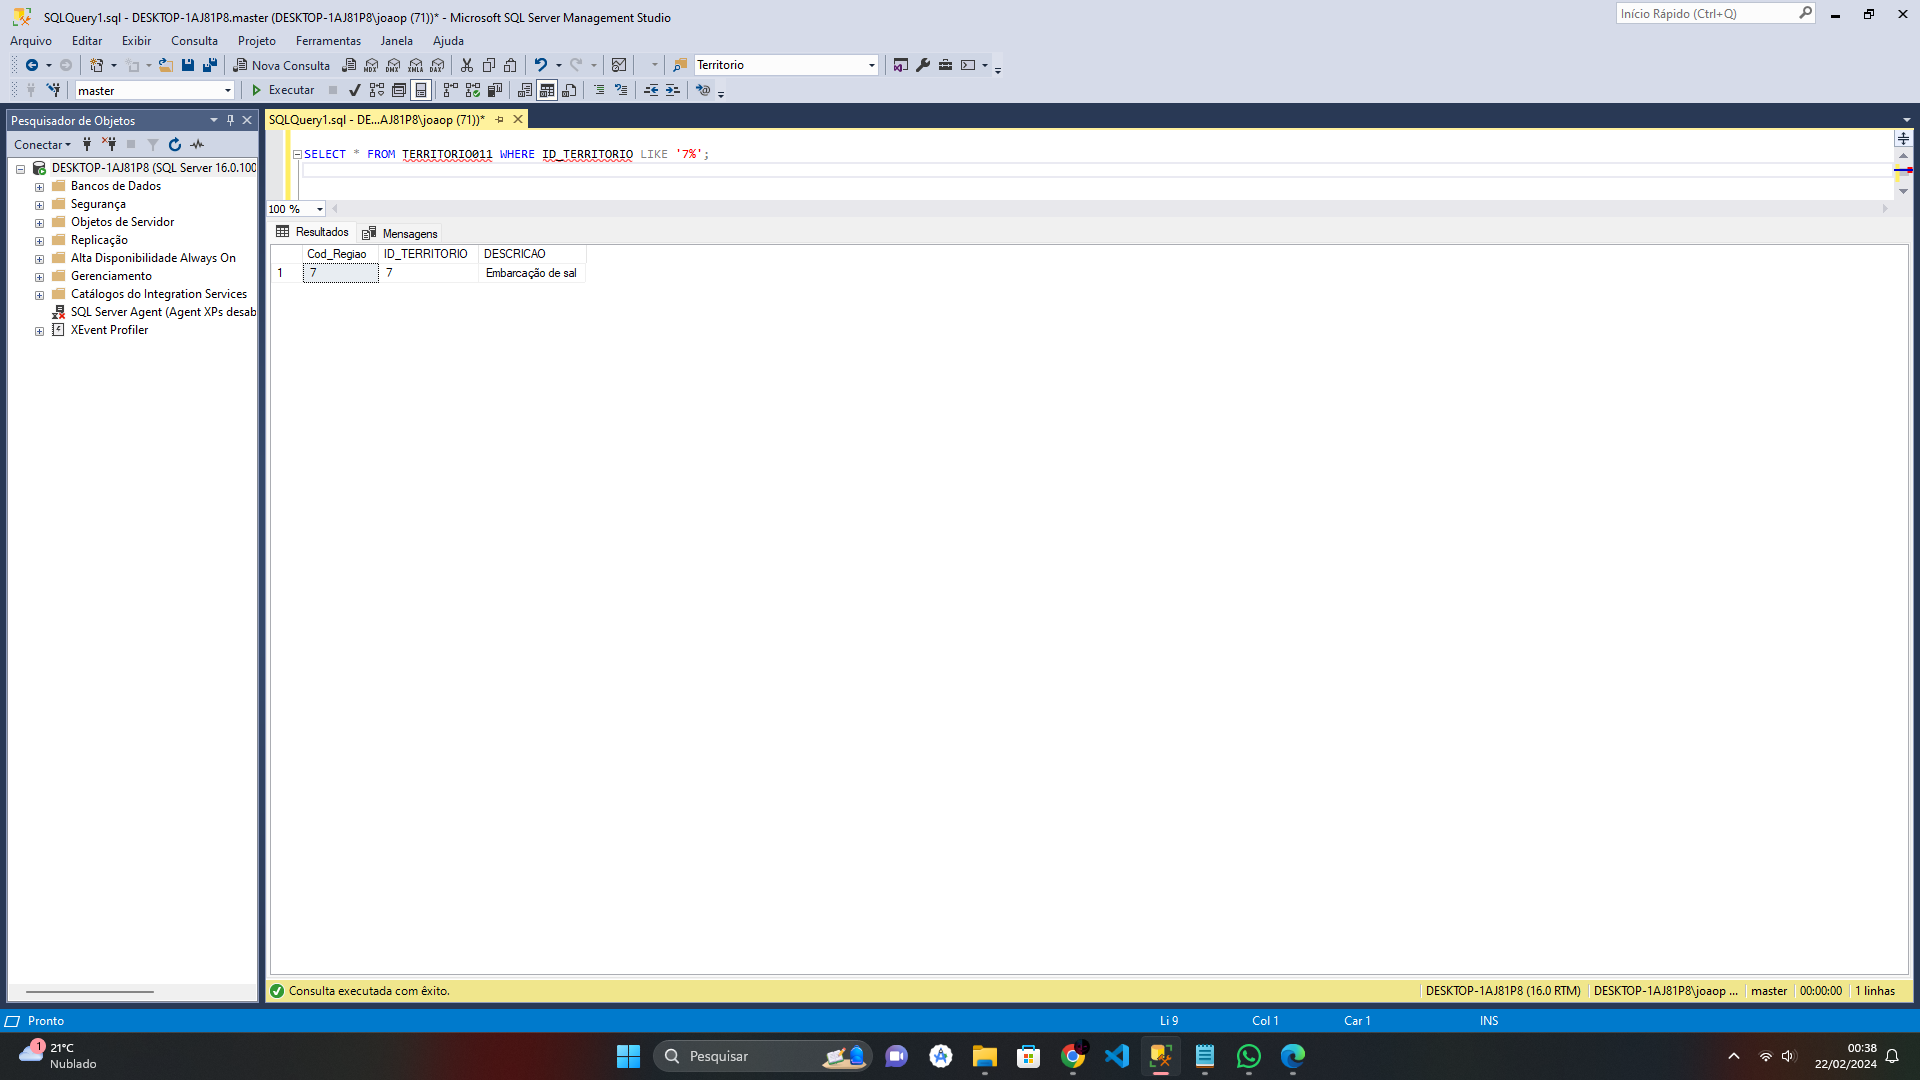 SQLQuery1.sql - DESKTOP-1AJ81P8.master (DESKTOP-1AJ81P8\joaop (71))* - Microsoft SQL Server Management Studio
Início Rápido (Ctrl+Q)
Arquivo Editar Exibir Consulta Projeto Ferramentas Janela Ajuda
Nova Consulta
MDX DMX XMLA DAX
Territorio
master
Executar
Pesquisador de Objetos
SQLQuery1.sql - DE...AJ81P8\joaop (71))*
Conectar
DESKTOP-1AJ81P8 (SQL Server 16.0.100
Bancos de Dados
Segurança
Objetos de Servidor
Replicação
Alta Disponibilidade Always On
Gerenciamento
Catálogos do Integration Services
SQL Server Agent (Agent XPs desab
XEvent Profiler
SELECT * FROM TERRITORIO011 WHERE ID_TERRITORIO LIKE '7%';
100 %
Resultados Mensagens
Cod_Regiao ID_TERRITORIO DESCRICAO
1 7 7 Embarcação de sal
Consulta executada com êxito.
DESKTOP-1AJ81P8 (16.0 RTM) DESKTOP-1AJ81P8\joaop ... master 00:00:00 1 linhas
Pronto
Li 9 Col 1 Car 1 INS
1
21°C
Nublado
Pesquisar
00:38
22/02/2024